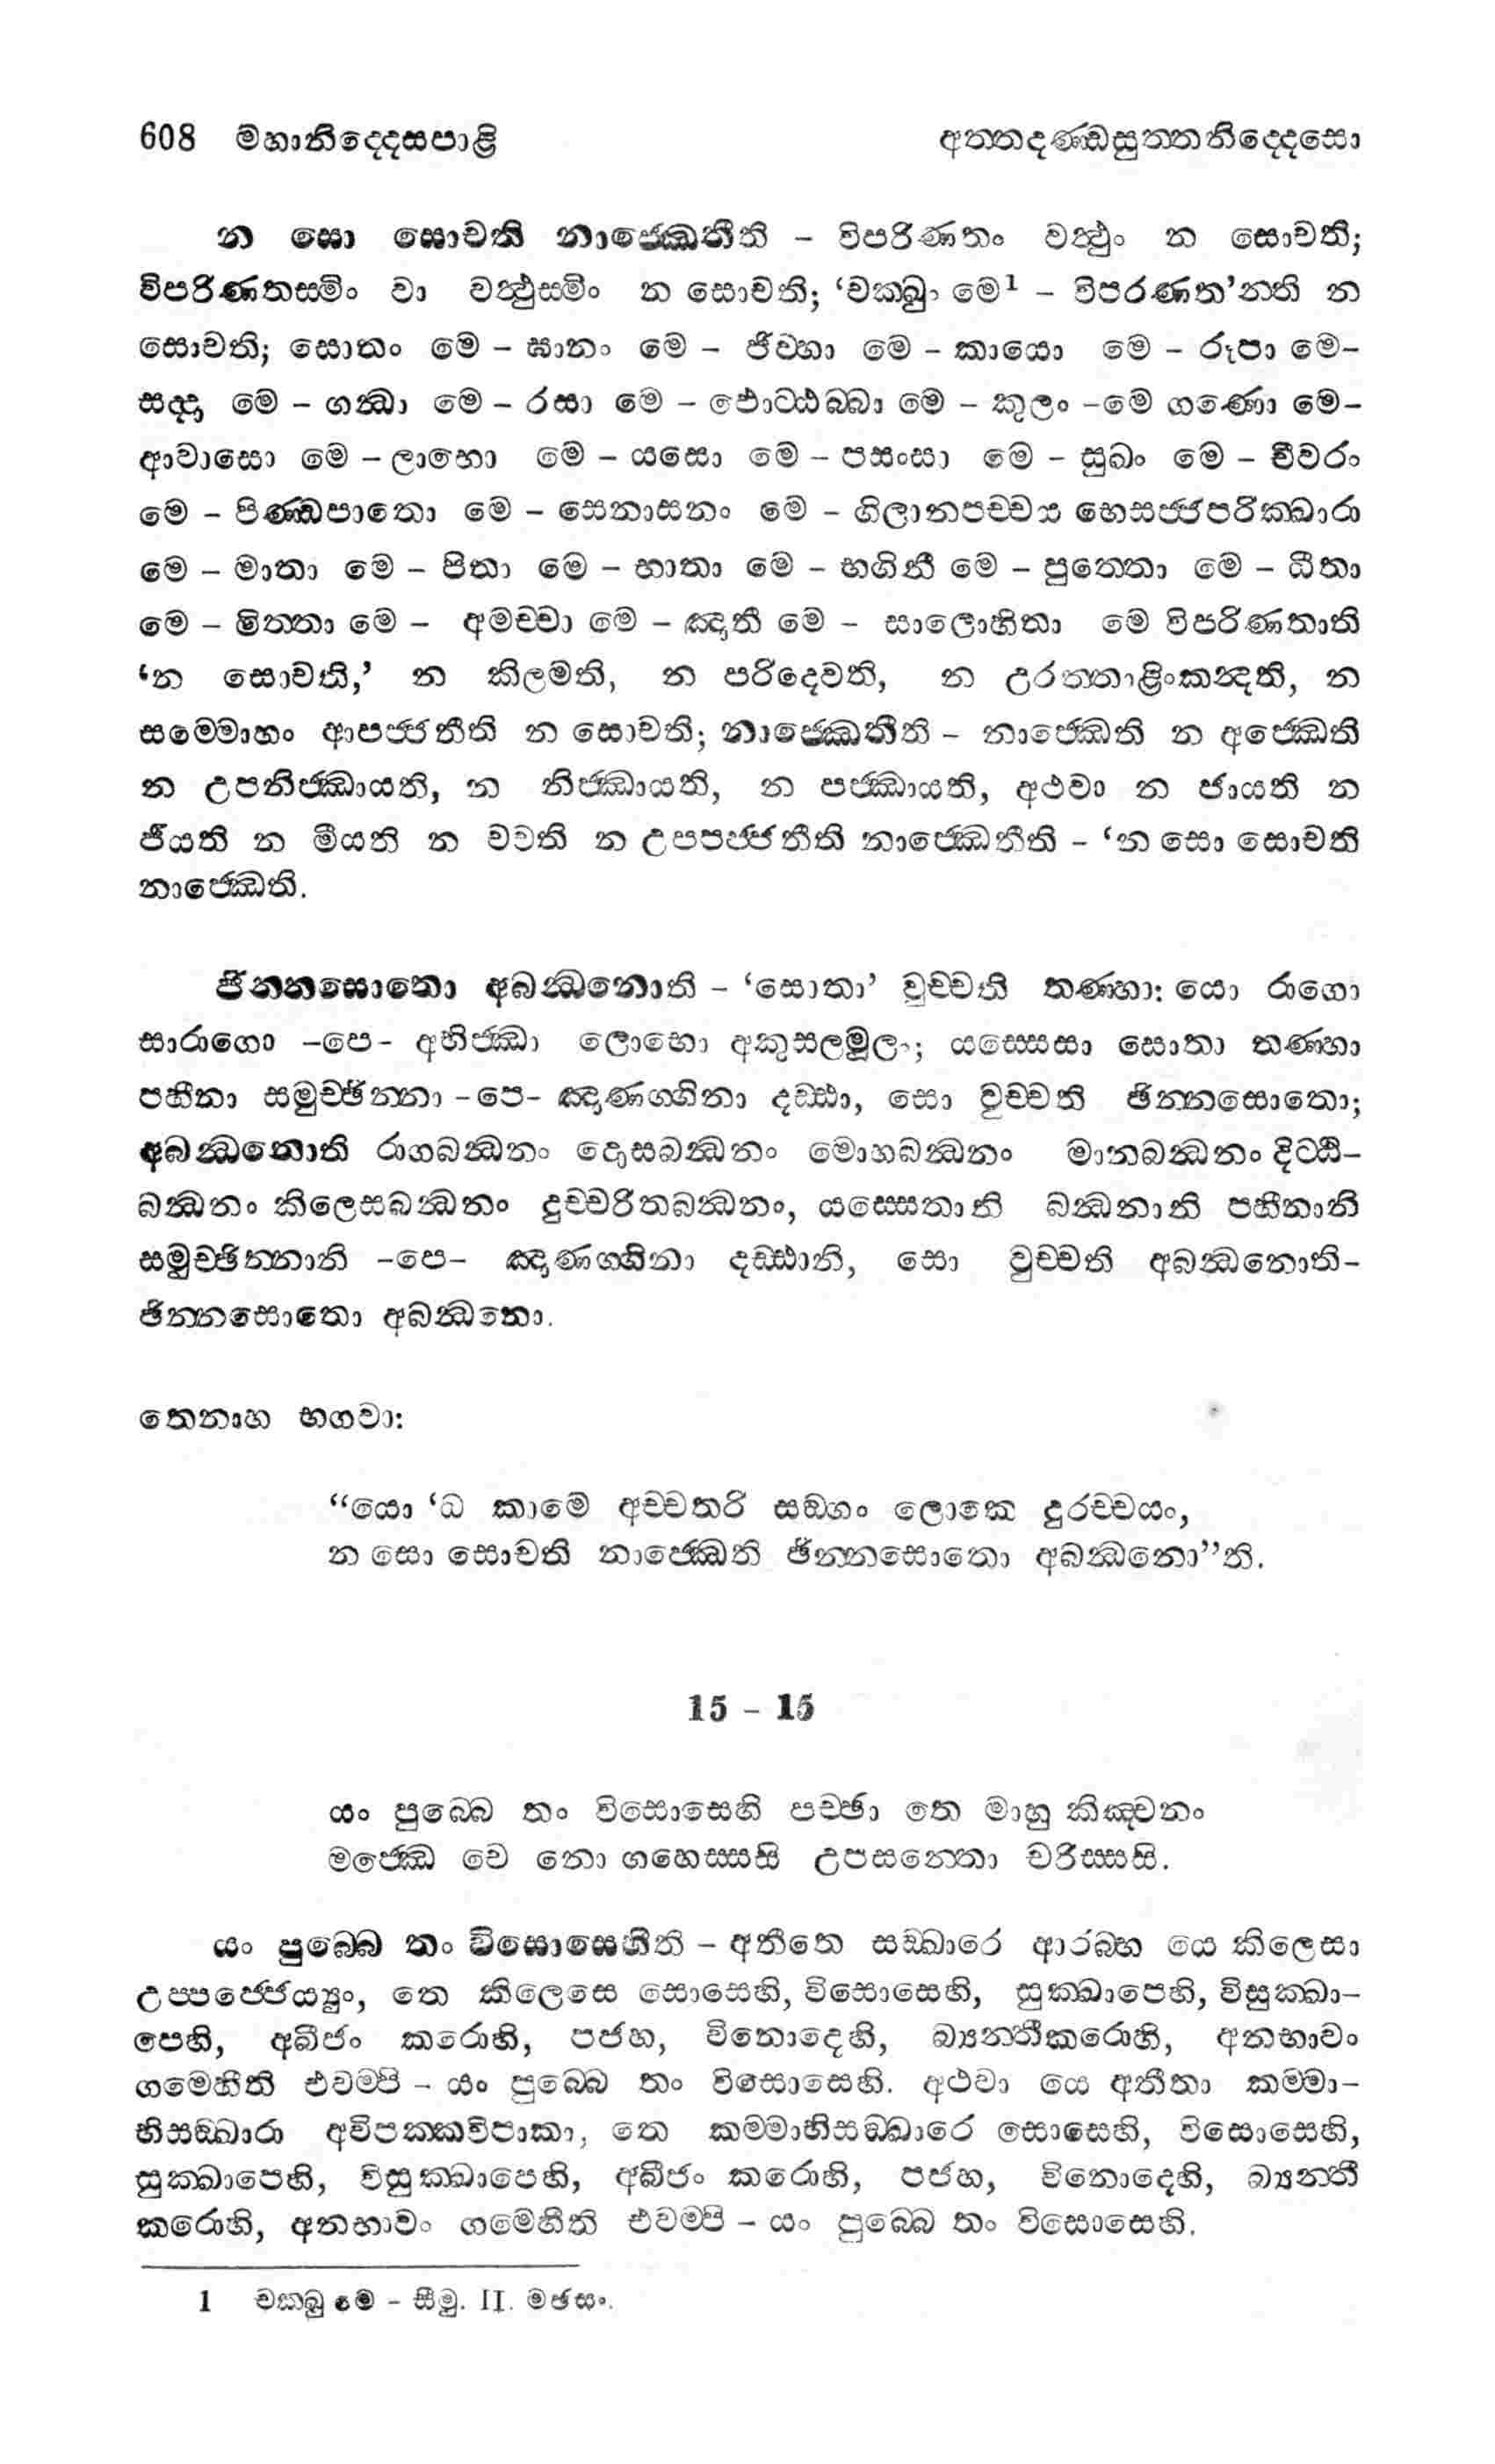 608 මහානිද්දෙසපාළි අත්තදණ්ඩසුත්තනිද්දෙසො
න සො සොචති නාජ්ඣෙතීති – විපරිණතං වත්ථුං න සොචති;
විපරිණතසමිං වා වත්ථුසමිං න සොචති; ‘චක්ඛුං මෙ¹ – විපරණත’න්ති න
සොචති; සොතං මෙ – ඝානං මෙ – ජිව්හා මෙ – කායො මෙ – රූපා මෙ–
සද්දා මෙ – ගන්ධා මෙ – රසා මෙ – ඵොට්ඨබ්බා මෙ – කුලං –මෙ ගණො මෙ–
ආවාසො මෙ – ලාභො මෙ – යසො මෙ – පසංසා මෙ – සුඛං මෙ – චීවරං
මෙ – පිණ්ඩපාතො මෙ – සෙනාසනං මෙ – ගිලානපච්චය භෙසජ්ජපරික්ඛාරා
මෙ – මාතා මෙ – පිතා මෙ – භාතා මෙ – භගිනී මෙ – පුත්තො මෙ – ධීතා
මෙ – මිත්තා මෙ – අමච්චා මෙ – ඤාතී මෙ – සාලොහිතා මෙ විපරිණතාති
‘න සොචති,’ න කිලමති, න පරිදෙවති, න උරත්තාළිංකන්දති, න
සම්මොහං ආපජ්ජතීති න සොචති; නාජ්ඣෙතීති – නාජ්ඣෙති න අජ්ඣෙති
න උපනිජ්ඣායති, න නිජ්ඣායති, න පජ්ඣායති, අථවා න ජායති න
ජීයති න මීයති න චවති න උපපජ්ජතීති නාජ්ඣෙතීති – ‘න සො සොචති
නාජ්ඣෙති.
ඡින්නසොතො අබන්ධනොති – ‘සොතා’ වුච්චති තණ්හා: යො රාගො
සාරාගො –පෙ– අභිජ්ඣා ලොභො අකුසලමූලං; යස්සෙසා සොතා තණ්හා
පහීනා සමුච්ඡින්නා –පෙ– ඤාණග්ගිනා දඩ්ඪා, සො වුච්චති ඡින්නසොතො;
අබන්ධනොති රාගබන්ධනං දොසබන්ධනං මොහබන්ධනං මානබන්ධනං දිට්ඨි–
බන්ධනං කිලෙසබන්ධනං දුච්චරිතබන්ධනං, යස්සෙතානි බන්ධනානි පහීනානි
සමුච්ඡින්නානි –පෙ– ඤාණග්ගිනා දඩ්ඪානි, සො වුච්චති අබන්ධනොති–
ඡින්නසොතො අබන්ධනො.
තෙනාහ භගවා:
“යො ‘ධ කාමෙ අච්චතරි සඞ්ගං ලොකෙ දුරච්චයං,
න සො සොචති නාජ්ඣෙති ඡින්නසොතො අබන්ධනො”ති.
15 – 15
යං පුබ්බෙ තං විසොසෙහි පච්ඡා තෙ මාහු කිඤ්චනං
මජ්ඣෙ චෙ නො ගහෙස්සසි උපසන්තො චරිස්සසි.
යං පුබ්බෙ තං විසොසෙහීති – අතීතෙ සඞ්ඛාරෙ ආරබ්භ යෙ කිලෙසා
උප්පජ්ජෙය්‍යුං, තෙ කිලෙසෙ සොසෙහි, විසොසෙහි, සුක්ඛාපෙහි, විසුක්ඛා–
පෙහි, අබීජං කරොහි, පජහ, විනොදෙහි, බ්‍යන්තීකරොහි, අනභාවං
ගමෙහීති එවම්පි – යං පුබ්බෙ තං විසොසෙහි. අථවා යෙ අතීතා කම්මා–
භිසඞ්ඛාරා අවිපක්කවිපාකා, තෙ කම්මාභිසඞ්ඛාරෙ සොසෙහි, විසොසෙහි,
සුක්ඛාපෙහි, විසුක්ඛාපෙහි, අබීජං කරොහි, පජහ, විනොදෙහි, බ්‍යන්තී
කරොහි, අනභාවං ගමෙහීති එවම්පි – යං පුබ්බෙ තං විසොසෙහි.
1 චක්ඛු මෙ – සීමු. II. මඡසං.